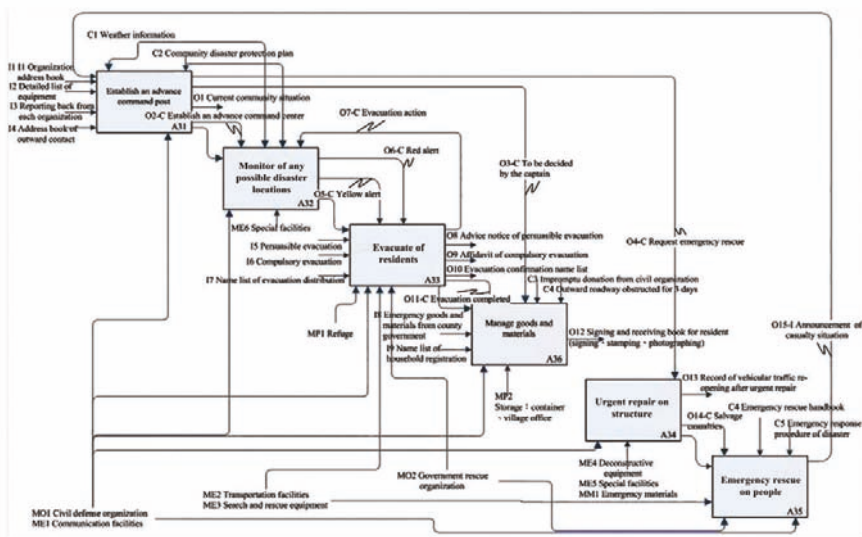 C1 Weather information
C2 Community disaster protection plan
I1 I1 Organization
address book
I2 Detailed list of
equipment
I3 Reporting back from
each organization
I4 Address book of
outward contact
Establish an advance
command post
A31
O1 Current community situation
O2-C Establish an advance command center
O7-C Evacuation action
O6-C Red alert
O3-C To be decided
by the captain
Monitor of any
possible disaster
locations
A32
O5-C Yellow alert
ME6 Special facilities
O4-C Request emergency rescue
I5 Persuasible evacuation
I6 Compulsory evacuation
I7 Name list of evacuation distribution
Evacuate of
residents
A33
O8 Advice notice of persuasible evacuation
O9 Affidavit of compulsory evacuation
O10 Evacuation confirmation name list
C3 Impromptu donation from civil organization
C4 Outward roadway obstructed for 3 days
O11-C Evacuation completed
MP1 Refuge
I8 Emergency goods and
materials from county
government
I9 Name list of
household registration
Manage goods and
materials
A36
O12 Signing and receiving book for resident
(signing、stamping、photographing)
O15-I Announcement of
casualty situation
MP2
Storage：container
、village office
O13 Record of vehicular traffic re-
opening after urgent repair
Urgent repair on
structure
A34
O14-C Salvage
casualties
C4 Emergency rescue handbook
C5 Emergency response
procedure of disaster
ME4 Deconstructive
equipment
ME5 Special facilities
MM1 Emergency materials
MO2 Government rescue
organization
ME2 Transportation facilities
ME3 Search and rescue equipment
Emergency rescue
on people
A35
MO1 Civil defense organization
ME1 Communication facilities